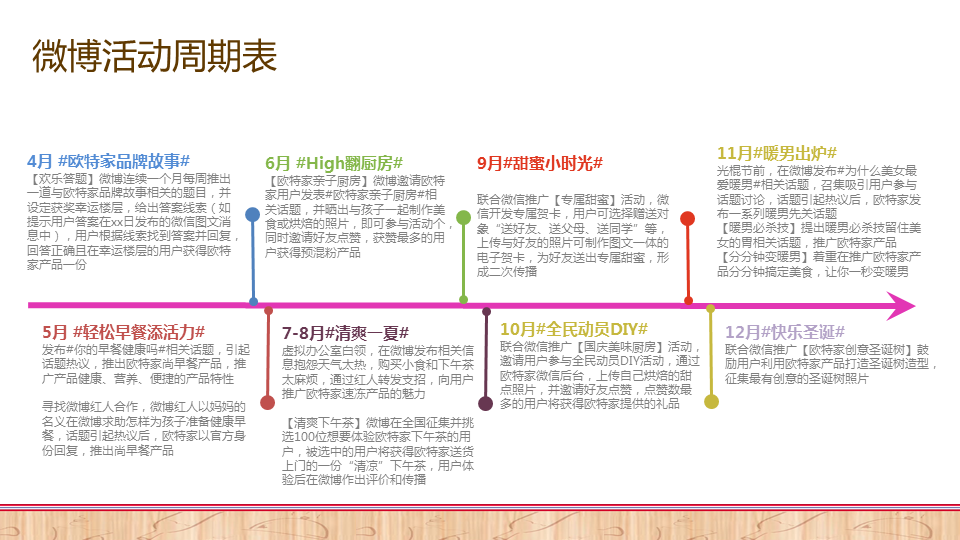 微博活动周期表
4月 #欧特家品牌故事#
【欢乐答题】微博连续一个月每周推出
一道与欧特家品牌故事相关的题目，并
设定获奖幸运楼层，给出答案线索（如
提示用户答案在xx日发布的微信图文消
息中），用户根据线索找到答案并回复，
回答正确且在幸运楼层的用户获得欧特
家产品一份
6月 #High翻厨房#
【欧特家亲子厨房】微博邀请欧特
家用户发表#欧特家亲子厨房#相
关话题，并晒出与孩子一起制作美
食或烘焙的照片，即可参与活动个，
同时邀请好友点赞，获赞最多的用
户获得预混粉产品
9月#甜蜜小时光#
联合微信推广【专属甜蜜】活动，微
信开发专属贺卡，用户可选择赠送对
象“送好友、送父母、送同学”等，
上传与好友的照片可制作图文一体的
电子贺卡，为好友送出专属甜蜜，形
成二次传播
11月#暖男出炉#
光棍节前，在微博发布#为什么美女最
爱暖男#相关话题，召集吸引用户参与
话题讨论，话题引起热议后，欧特家发
布一系列暖男先关话题
【暖男必杀技】提出暖男必杀技留住美
女的胃相关话题，推广欧特家产品
【分分钟变暖男】着重在推广欧特家产
品分分钟搞定美食，让你一秒变暖男
5月 #轻松早餐添活力#
发布#你的早餐健康吗#相关话题，引起
话题热议，推出欧特家尚早餐产品，推
广产品健康、营养、便捷的产品特性
寻找微博红人合作，微博红人以妈妈的
名义在微博求助怎样为孩子准备健康早
餐，话题引起热议后，欧特家以官方身
份回复，推出尚早餐产品
7-8月#清爽一夏#
虚拟办公室白领，在微博发布相关信
息抱怨天气太热，购买小食和下午茶
太麻烦，通过红人转发支招，向用户
推广欧特家速冻产品的魅力
【清爽下午茶】微博在全国征集并挑
选100位想要体验欧特家下午茶的用
户，被选中的用户将获得欧特家送货
上门的一份“清凉”下午茶，用户体
验后在微博作出评价和传播
10月#全民动员DIY#
联合微信推广【国庆美味厨房】活动，
邀请用户参与全民动员DIY活动，通过
欧特家微信后台，上传自己烘焙的甜
点照片，并邀请好友点赞，点赞数最
多的用户将获得欧特家提供的礼品
12月#快乐圣诞#
联合微信推广【欧特家创意圣诞树】鼓
励用户利用欧特家产品打造圣诞树造型，
征集最有创意的圣诞树照片